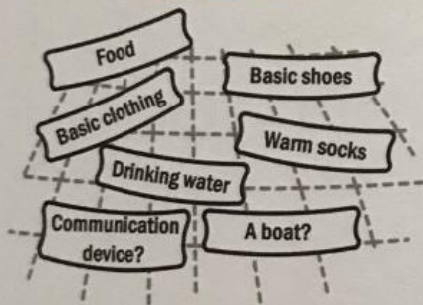 Food
Basic shoes
Basic clothing
Warm socks
Drinking water
Communication
device?
A boat?